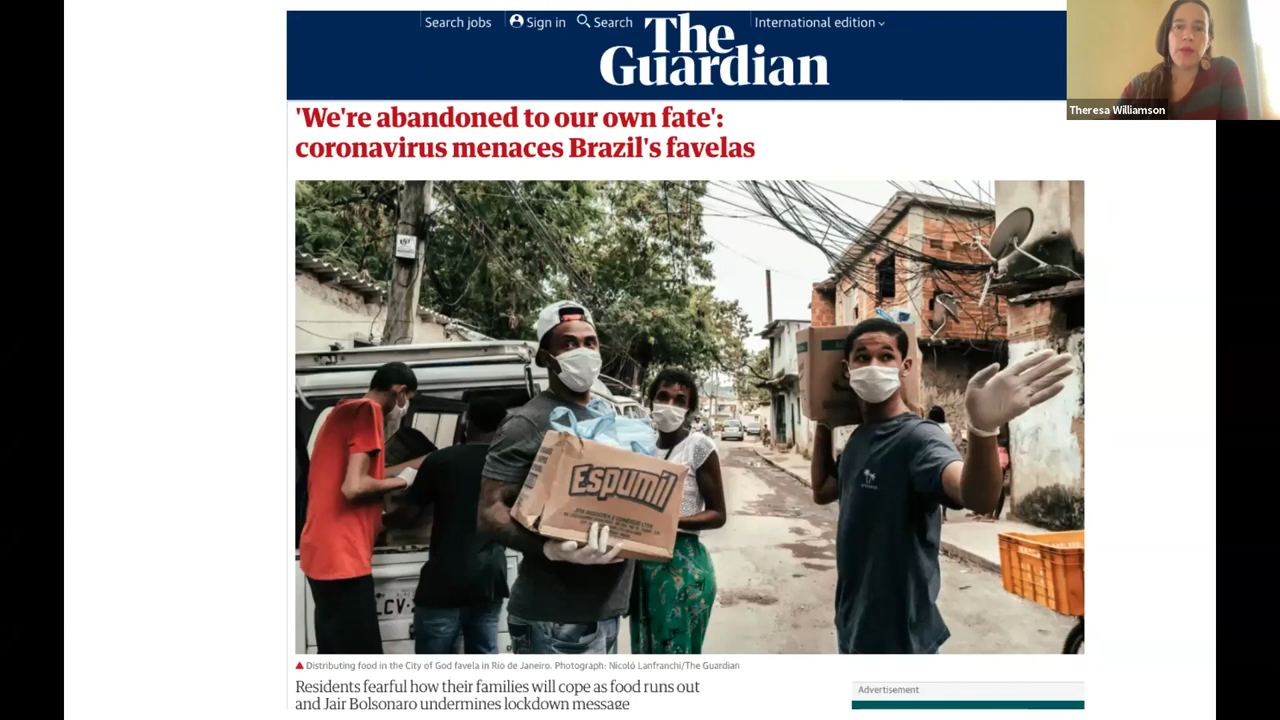 Search jobs
Sign in
Search
International edition
The
Guardian
Theresa Williamson
'We're abandoned to our own fate':
coronavirus menaces Brazil's favelas
Espumil
LCV
Distributing food in the City of God favela in Rio de Janeiro. Photograph: Nicoló Lanfranchi/The Guardian
Residents fearful how their families will cope as food runs out
and Jair Bolsonaro undermines lockdown message
Advertisement